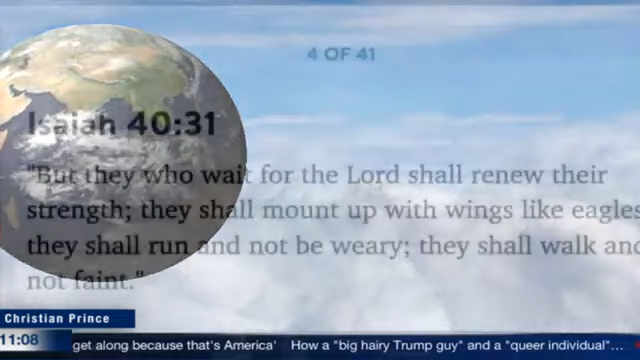 4 OF 41
Isaiah 40:31
"But they who wait for the Lord shall renew their
strength; they shall mount up with wings like eagles
they shall run and not be weary; they shall walk and
not faint."
Christian Prince
11:08 get along because that's America' How a "big hairy Trump guy" and a "queer individual"...